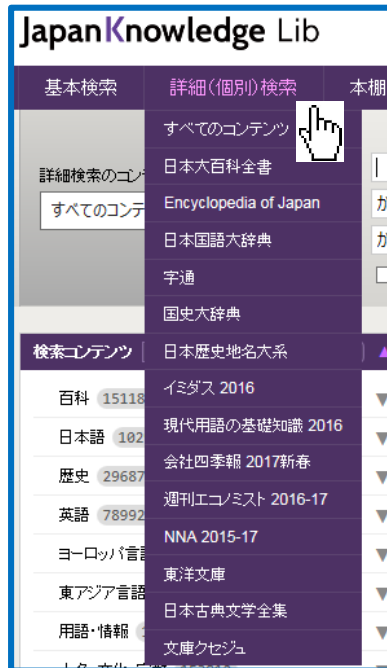 JapanKnowledge Lib
基本検索
詳細(個別)検索
本棚
すべてのコンテンツ
日本大百科全書
Encyclopedia of Japan
日本国語大辞典
字通
国史大辞典
日本歴史地名大系
イミダス 2016
現代用語の基礎知識 2016
会社四季報 2017新春
週刊エコノミスト 2016-17
NNA 2015-17
東洋文庫
日本古典文学全集
文庫クセジュ
詳細検索のコン
すべてのコンテ
検索コンテンツ
百科 15118
日本語 102
歴史 29687
英語 78992
ヨーロッパ言
東アジア言語
用語・情報